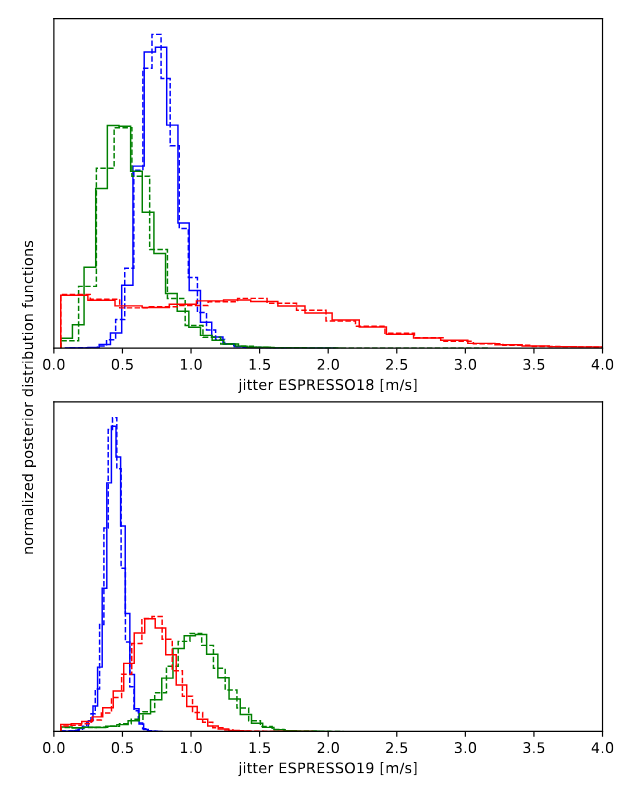 normalized posterior distribution functions
0.0 0.5 1.0 1.5 2.0 2.5 3.0 3.5 4.0
jitter ESPRESSO18 [m/s]
0.0 0.5 1.0 1.5 2.0 2.5 3.0 3.5 4.0
jitter ESPRESSO19 [m/s]